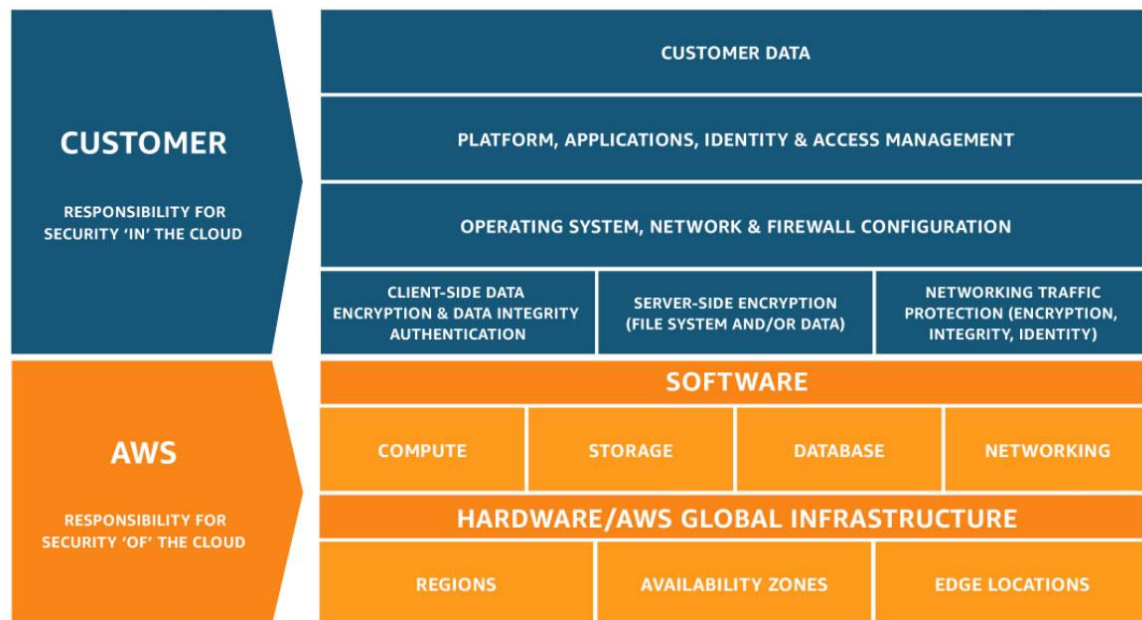 CUSTOMER
RESPONSIBILITY FOR
SECURITY ‘IN’ THE CLOUD
CUSTOMER DATA
PLATFORM, APPLICATIONS, IDENTITY & ACCESS MANAGEMENT
OPERATING SYSTEM, NETWORK & FIREWALL CONFIGURATION
CLIENT-SIDE DATA
ENCRYPTION & DATA INTEGRITY
AUTHENTICATION
SERVER-SIDE ENCRYPTION
(FILE SYSTEM AND/OR DATA)
NETWORKING TRAFFIC
PROTECTION (ENCRYPTION,
INTEGRITY, IDENTITY)
AWS
RESPONSIBILITY FOR
SECURITY ‘OF’ THE CLOUD
SOFTWARE
COMPUTE
STORAGE
DATABASE
NETWORKING
HARDWARE/AWS GLOBAL INFRASTRUCTURE
REGIONS
AVAILABILITY ZONES
EDGE LOCATIONS